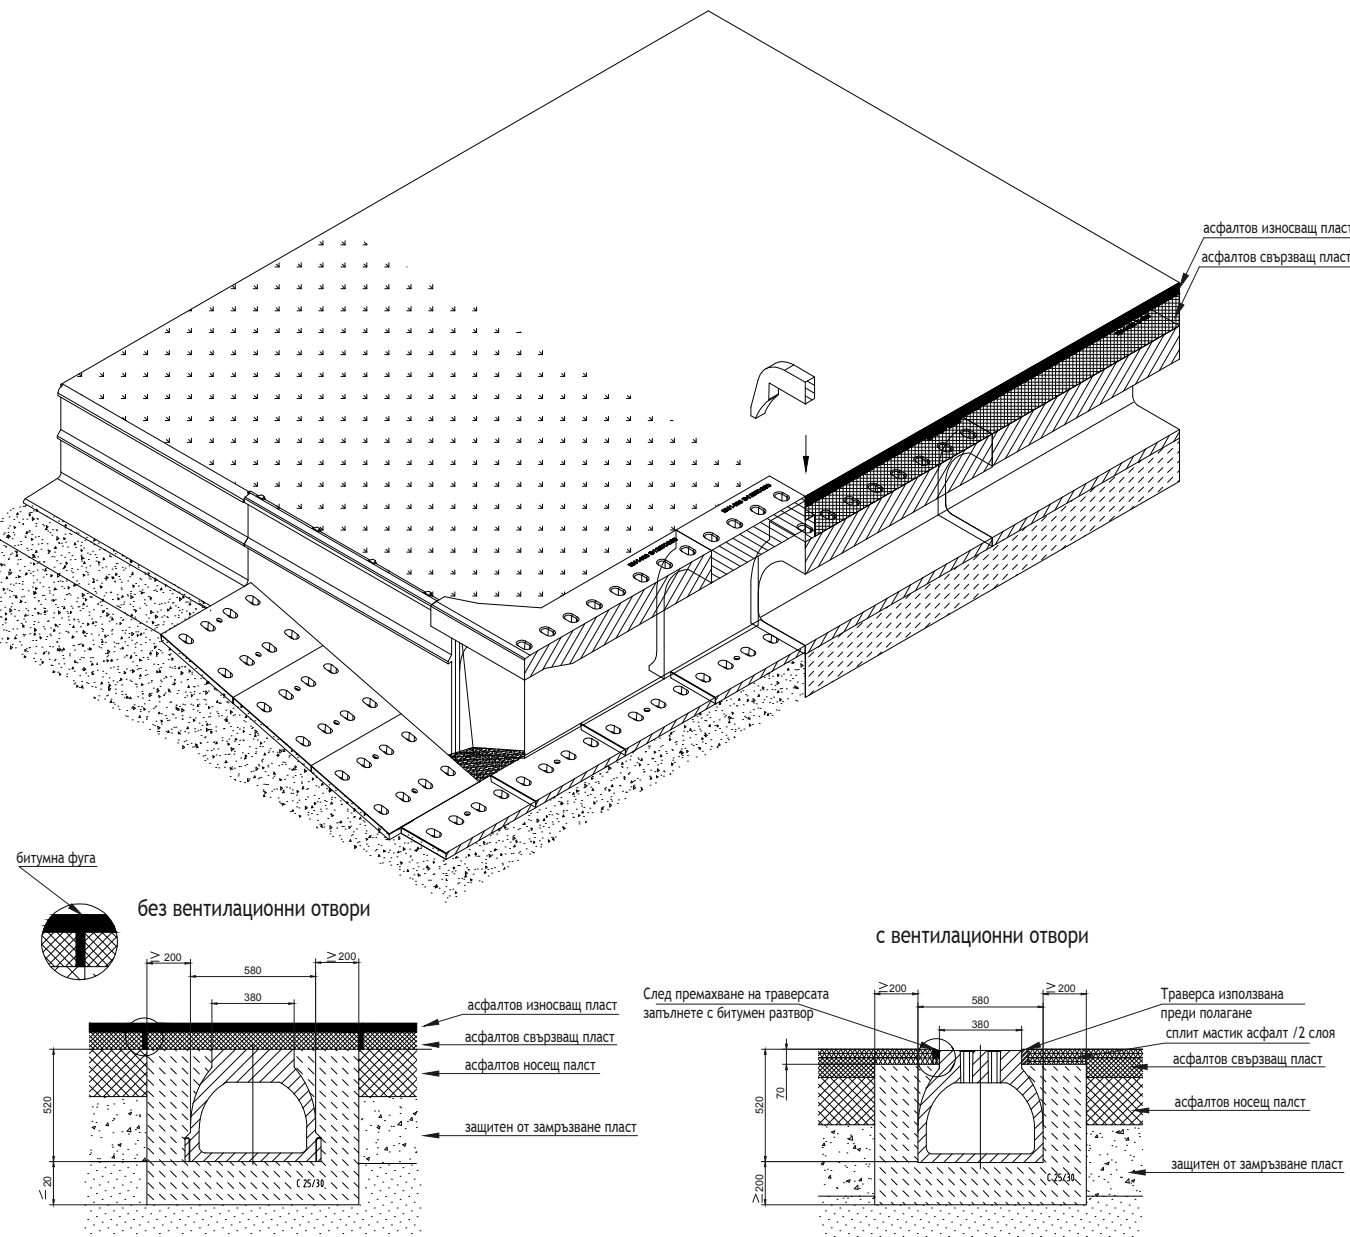 асфалтов износващ пласт
асфалтов свързващ пласт
битумна фуга
без вентилационни отвори
≥ 200
≥ 200
580
380
асфалтов износващ пласт
асфалтов свързващ пласт
асфалтов носещ палст
защитен от замръзване пласт
520
≤ 20
C 25/30
с вентилационни отвори
След премахване на траверсата
запълнете с битумен разтвор
≥200
≥ 200
580
380
Траверса използвана
преди полагане
сплит мастик асфалт /2 слоя
асфалтов свързващ пласт
асфалтов носещ палст
защитен от замръзване пласт
520
70
≥200
C 25/30